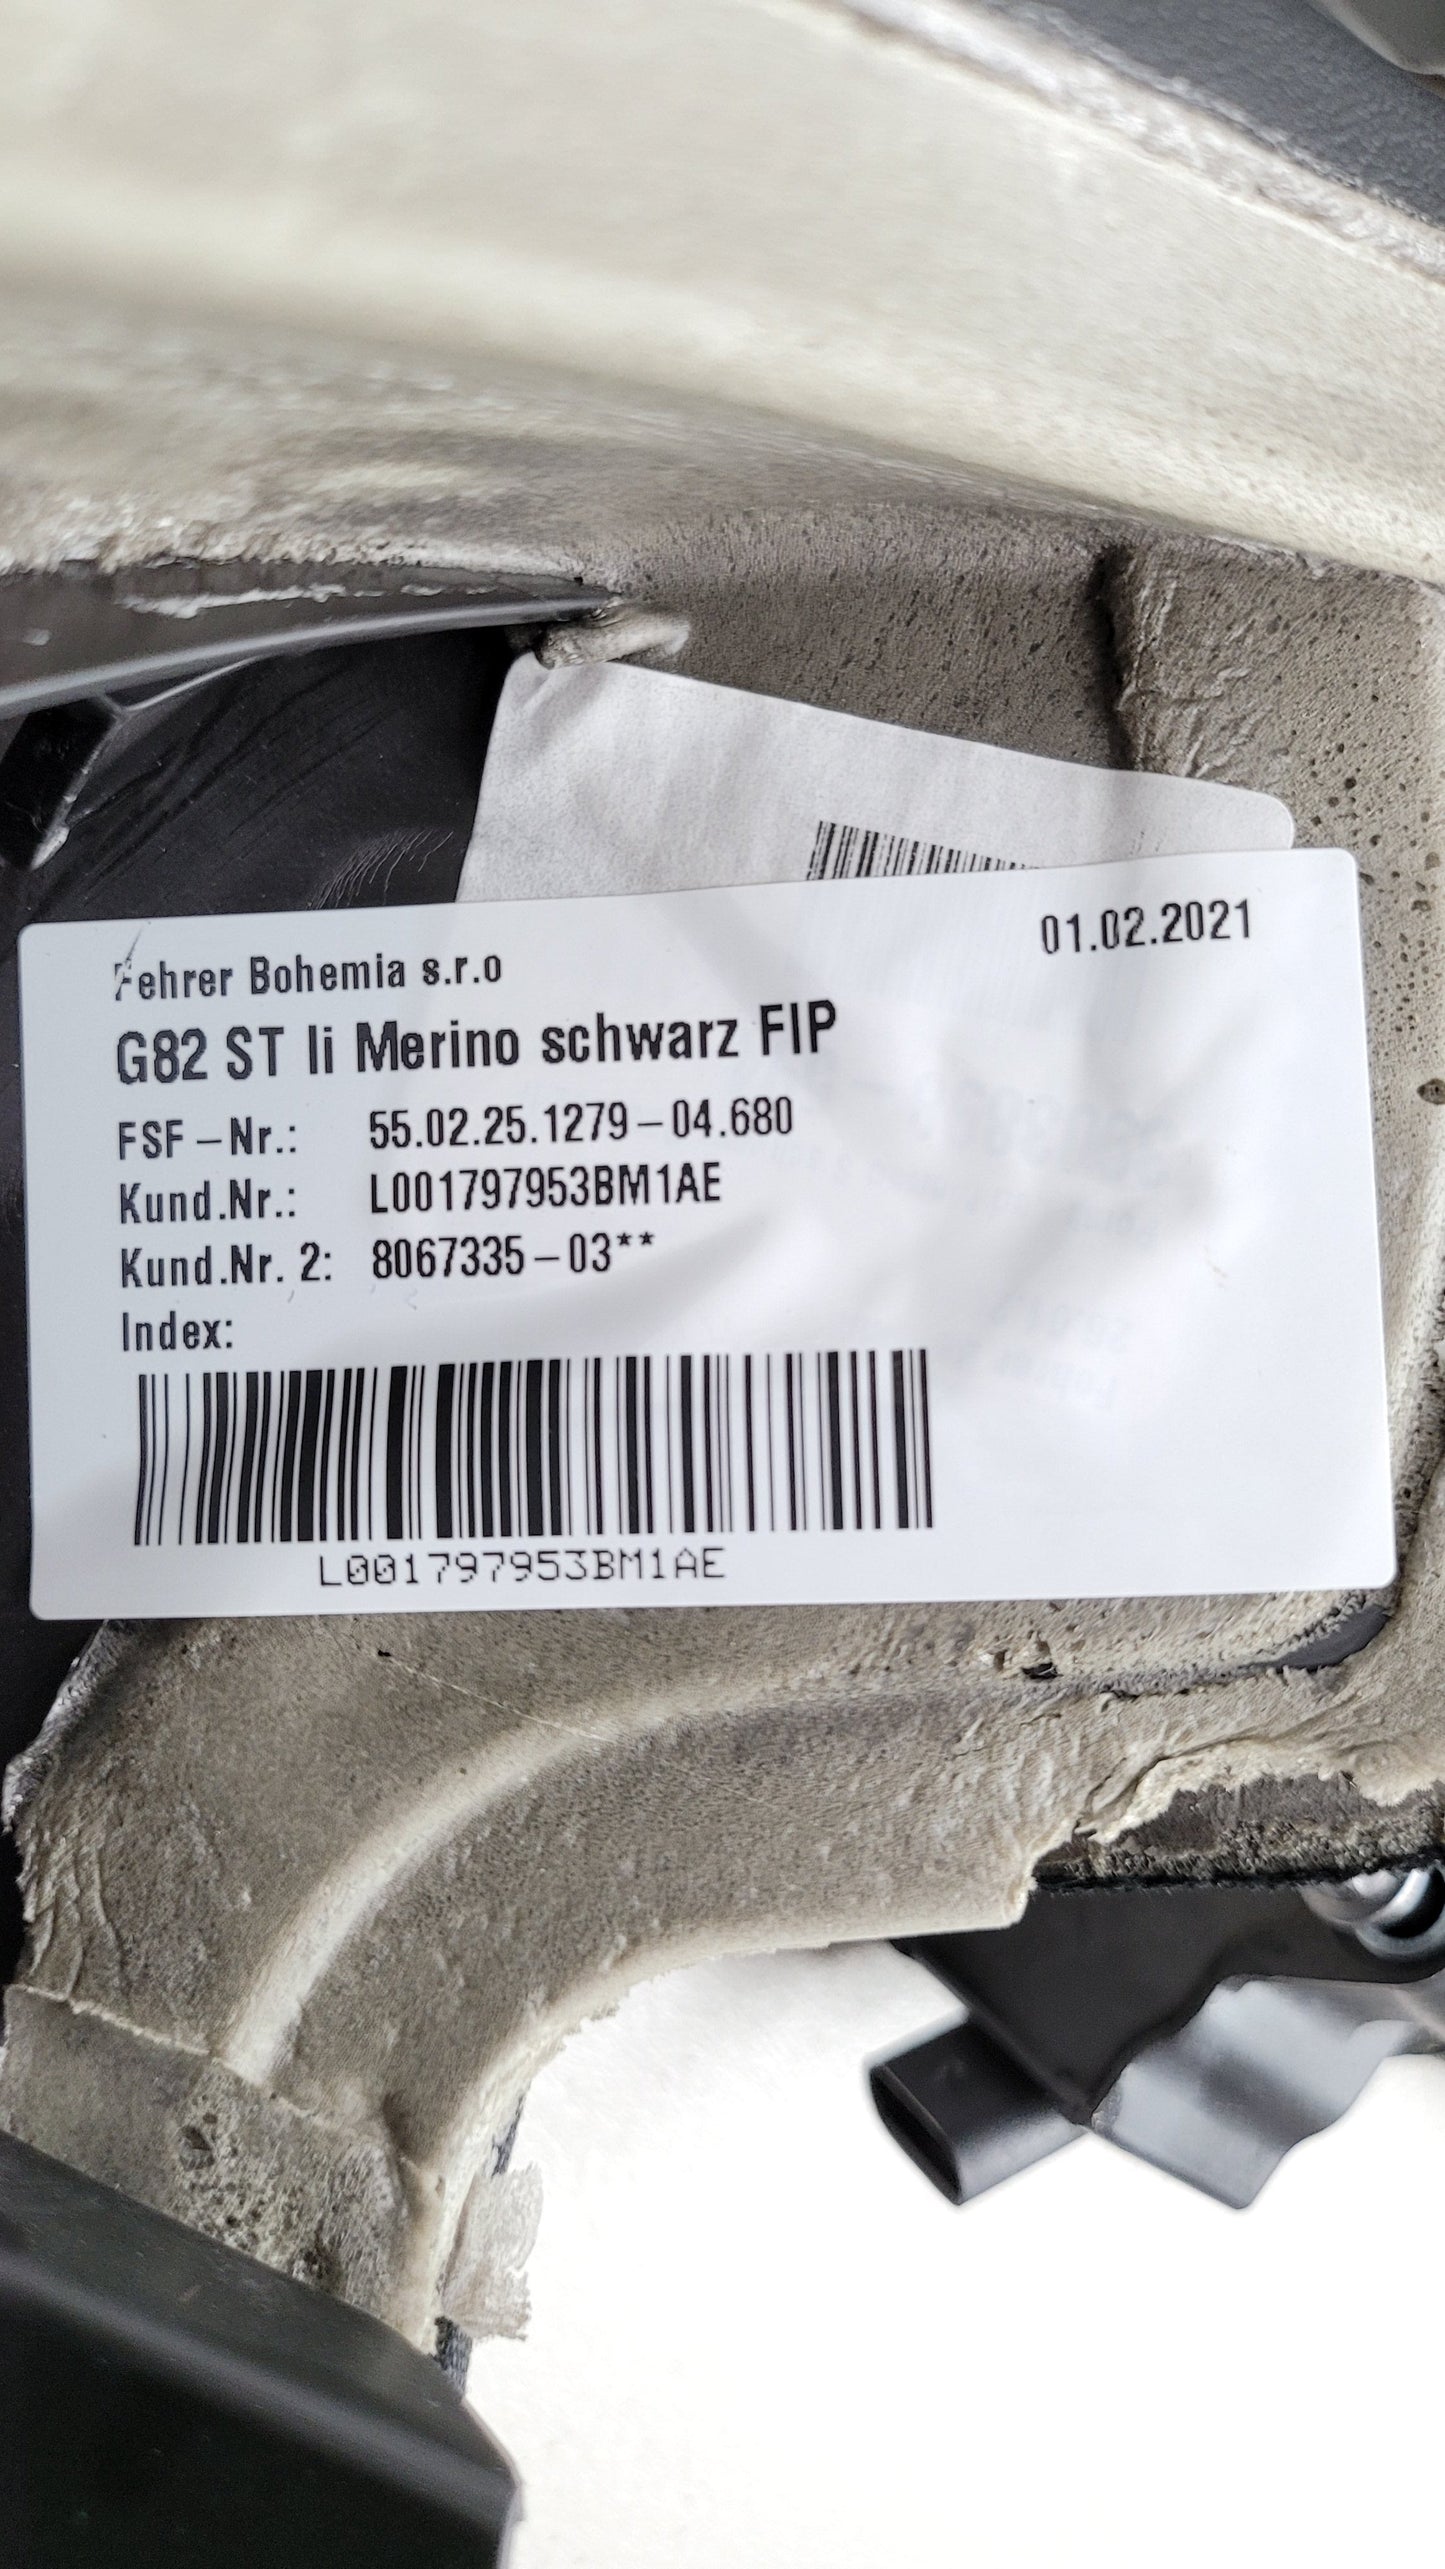 01.02.2021
Fehrer Bohemia s.r.o
G82 ST li Merino schwarz FIP
FSF-Nr.: 55.02.25.1279-04.680
Kund.Nr.: L001797953BM1AE
Kund.Nr. 2: 8067335-03**
Index:
L001797953BM1AE